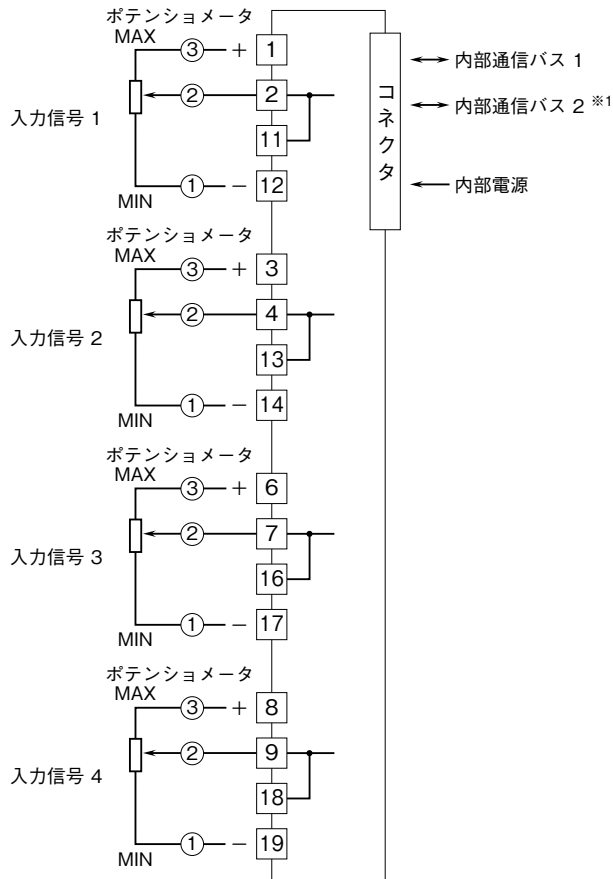 ポテンショメータ
MAX
③ + 1
② 2
11
① − 12
MIN
入力信号 1
ポテンショメータ
MAX
③ + 3
② 4
13
① − 14
MIN
入力信号 2
ポテンショメータ
MAX
③ + 6
② 7
16
① − 17
MIN
入力信号 3
ポテンショメータ
MAX
③ + 8
② 9
18
① − 19
MIN
入力信号 4
コネクタ
内部通信バス 1
内部通信バス 2 ※1
内部電源